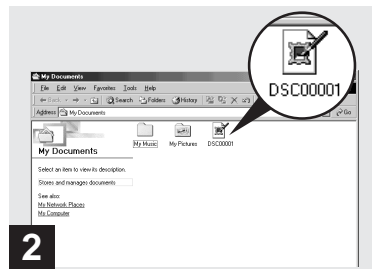 My Documents
File Edit View Favorites Tools Help
Back Search Folders History
Address My Documents Go
My Documents
My Music My Pictures DSC00001
DSC00001
Select an item to view its description.
Stores and manages documents
See also:
My Network Places
My Computer
2